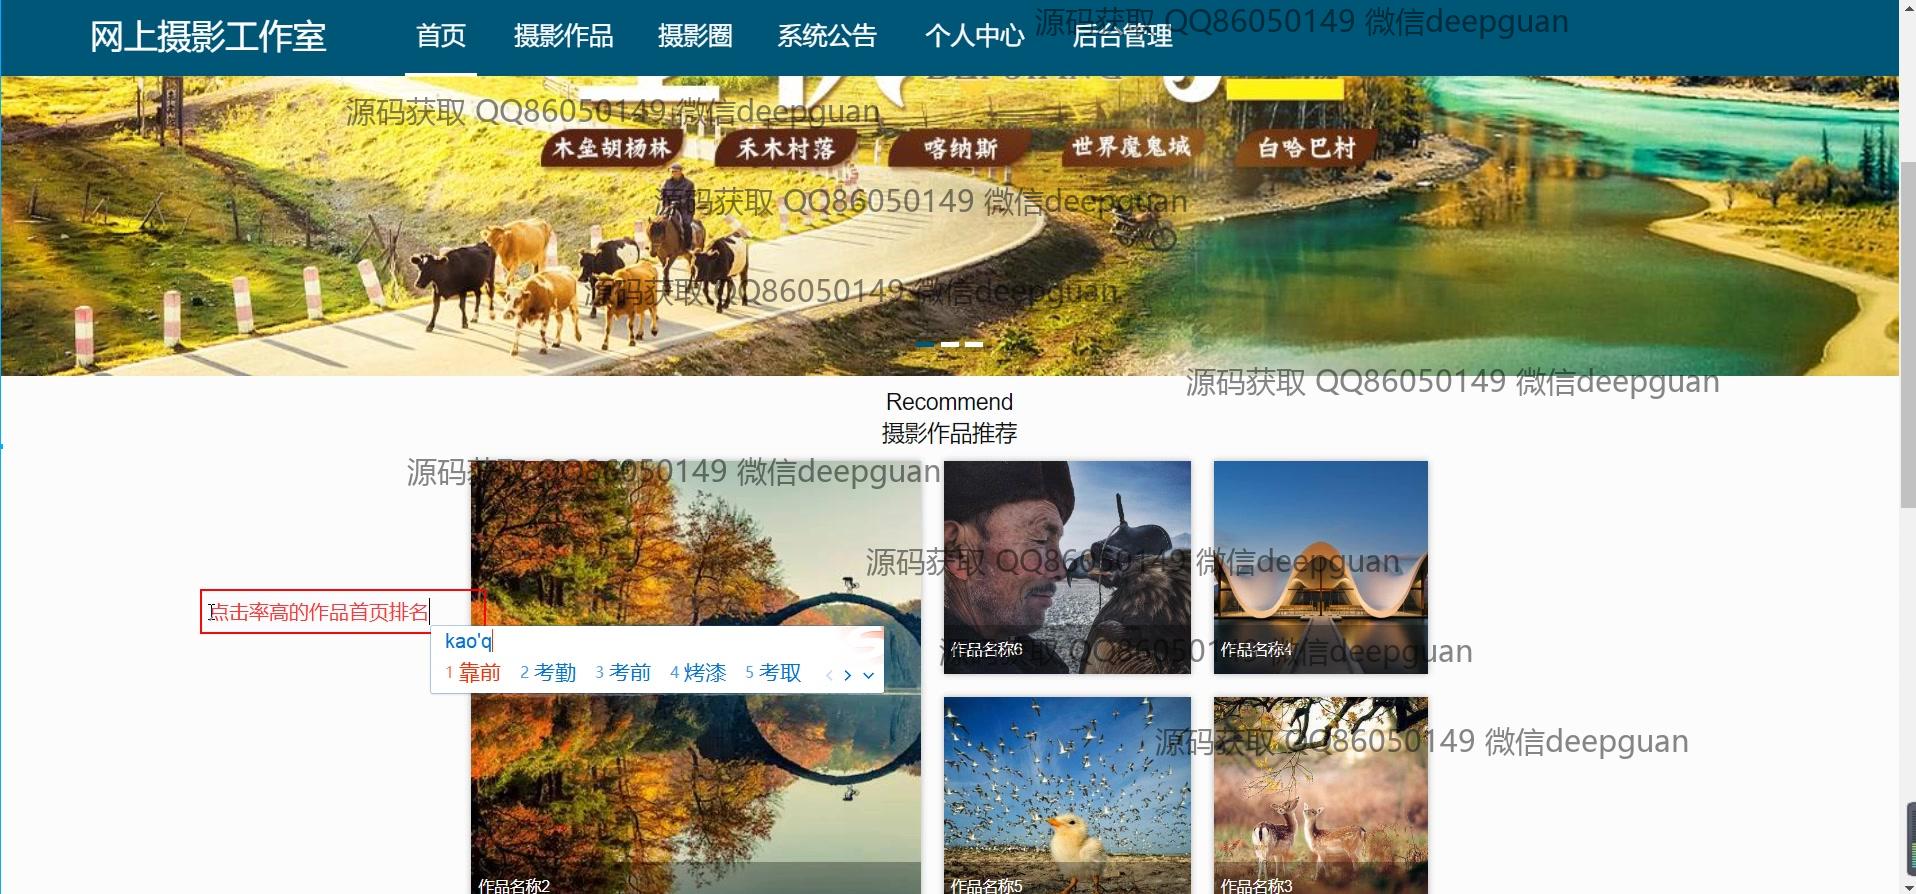 网上摄影工作室 首页 摄影作品 摄影圈 系统公告 个人中心 后台管理
源码获取 QQ86050149 微信deepguan
源码获取 QQ86050149 微信deepguan
木垒胡杨林 禾木村落 喀纳斯 世界魔鬼城 白哈巴村
源码获取 QQ86050149 微信deepguan
源码获取 QQ86050149 微信deepguan
源码获取 QQ86050149 微信deepguan
Recommend
摄影作品推荐
源码获取 QQ86050149 微信deepguan
源码获取 QQ86050149 微信deepguan
点击率高的作品首页排名
kao'q
1 靠前 2 考勤 3 考前 4 烤漆 5 考取
作品名称6
作品名称4
源码获取 QQ86050149 微信deepguan
源码获取 QQ86050149 微信deepguan
作品名称2
作品名称5
作品名称3